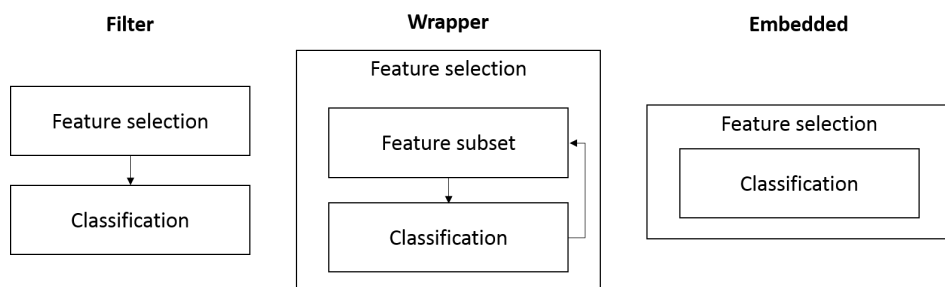 Filter
Feature selection
Classification
Wrapper
Feature selection
Feature subset
Classification
Embedded
Feature selection
Classification